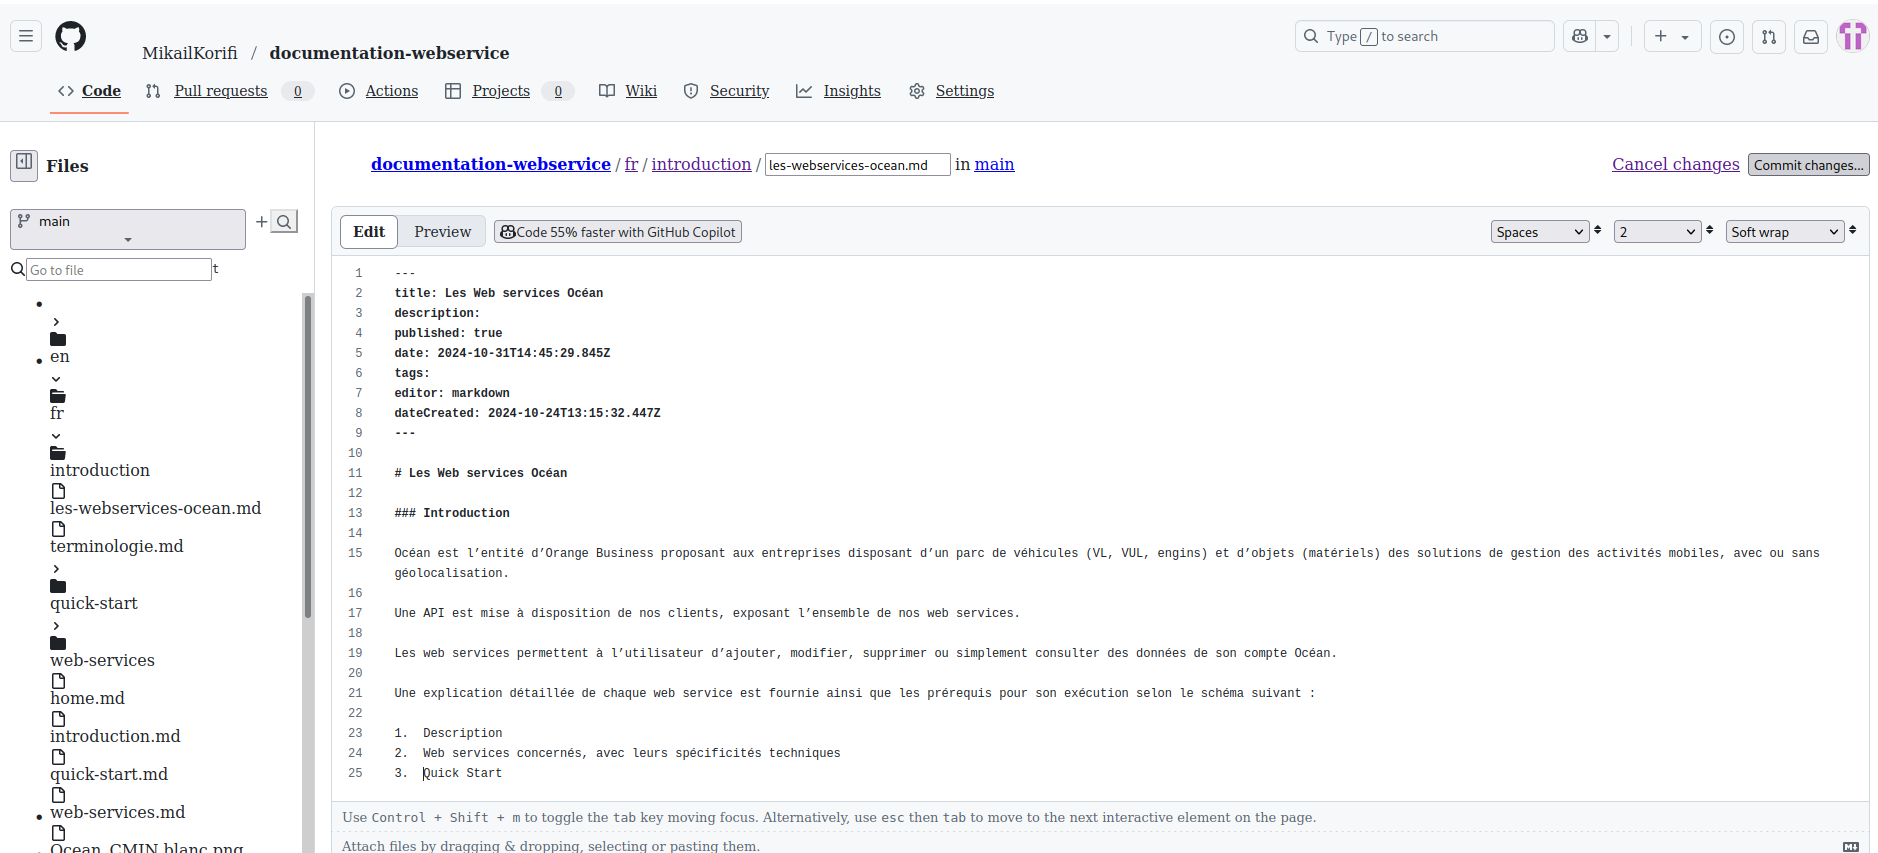 MikailKorifi / documentation-webservice
Type / to search
Code
Pull requests 0
Actions
Projects 0
Wiki
Security
Insights
Settings
Files
main
Go to file
t
en
fr
introduction
les-webservices-ocean.md
terminologie.md
quick-start
web-services
home.md
introduction.md
quick-start.md
web-services.md
Ocean_CMJN_blanc.png
documentation-webservice / fr / introduction / les-webservices-ocean.md in main
Cancel changes
Commit changes...
Edit
Preview
Code 55% faster with GitHub Copilot
Spaces
2
Soft wrap
1 ---
2 title: Les Web services Océan
3 description:
4 published: true
5 date: 2024-10-31T14:45:29.845Z
6 tags:
7 editor: markdown
8 dateCreated: 2024-10-24T13:15:32.447Z
9 ---
10
11 # Les Web services Océan
12
13 ### Introduction
14
15 Océan est l’entité d’Orange Business proposant aux entreprises disposant d’un parc de véhicules (VL, VUL, engins) et d’objets (matériels) des solutions de gestion des activités mobiles, avec ou sans
géolocalisation.
16
17 Une API est mise à disposition de nos clients, exposant l’ensemble de nos web services.
18
19 Les web services permettent à l’utilisateur d’ajouter, modifier, supprimer ou simplement consulter des données de son compte Océan.
20
21 Une explication détaillée de chaque web service est fournie ainsi que les prérequis pour son exécution selon le schéma suivant :
22
23 1. Description
24 2. Web services concernés, avec leurs spécificités techniques
25 3. Quick Start
Use Control + Shift + m to toggle the tab key moving focus. Alternatively, use esc then tab to move to the next interactive element on the page.
Attach files by dragging & dropping, selecting or pasting them.